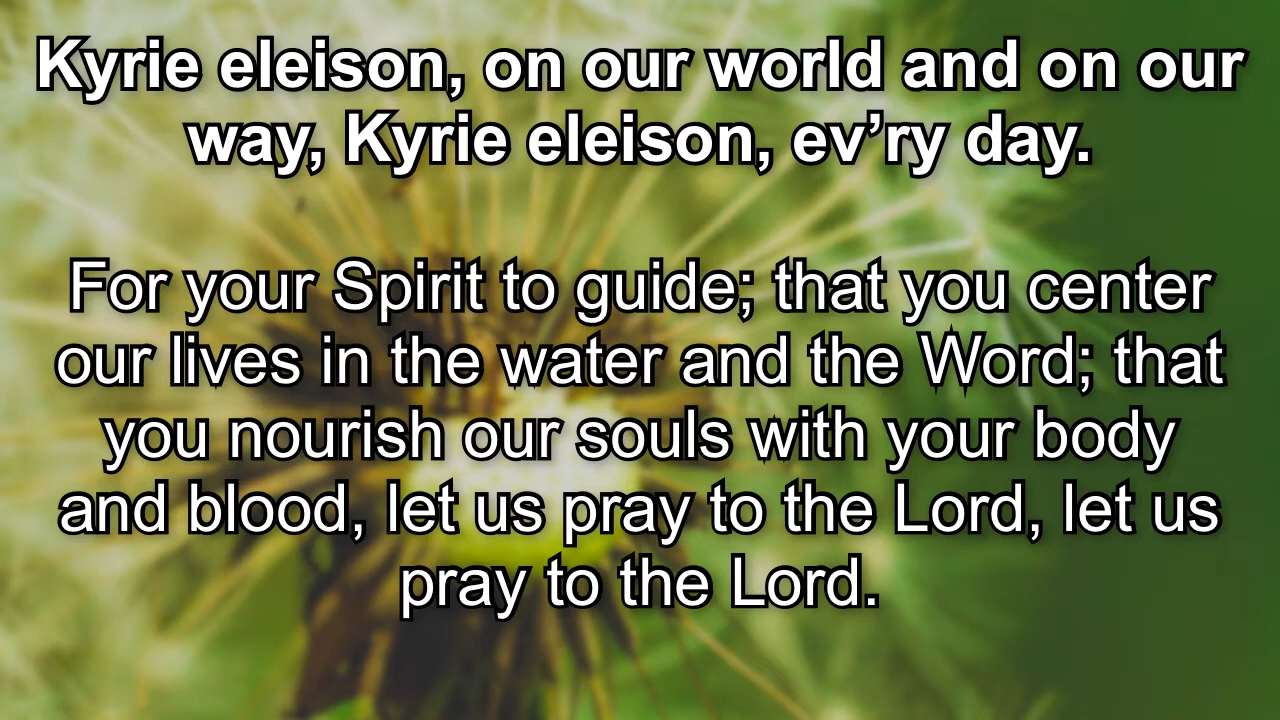 Kyrie eleison, on our world and on our
way, Kyrie eleison, ev’ry day.
For your Spirit to guide; that you center
our lives in the water and the Word; that
you nourish our souls with your body
and blood, let us pray to the Lord, let us
pray to the Lord.